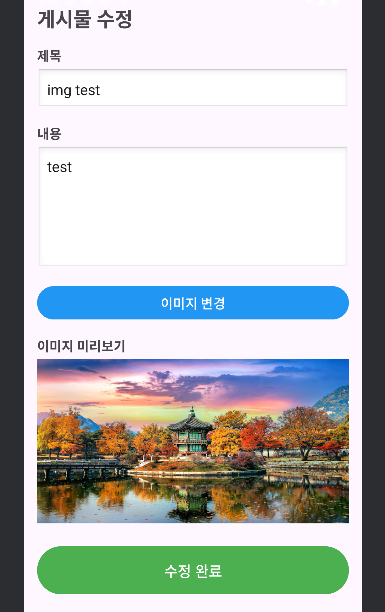 게시물 수정
제목
img test
내용
test
이미지 변경
이미지 미리보기
수정 완료